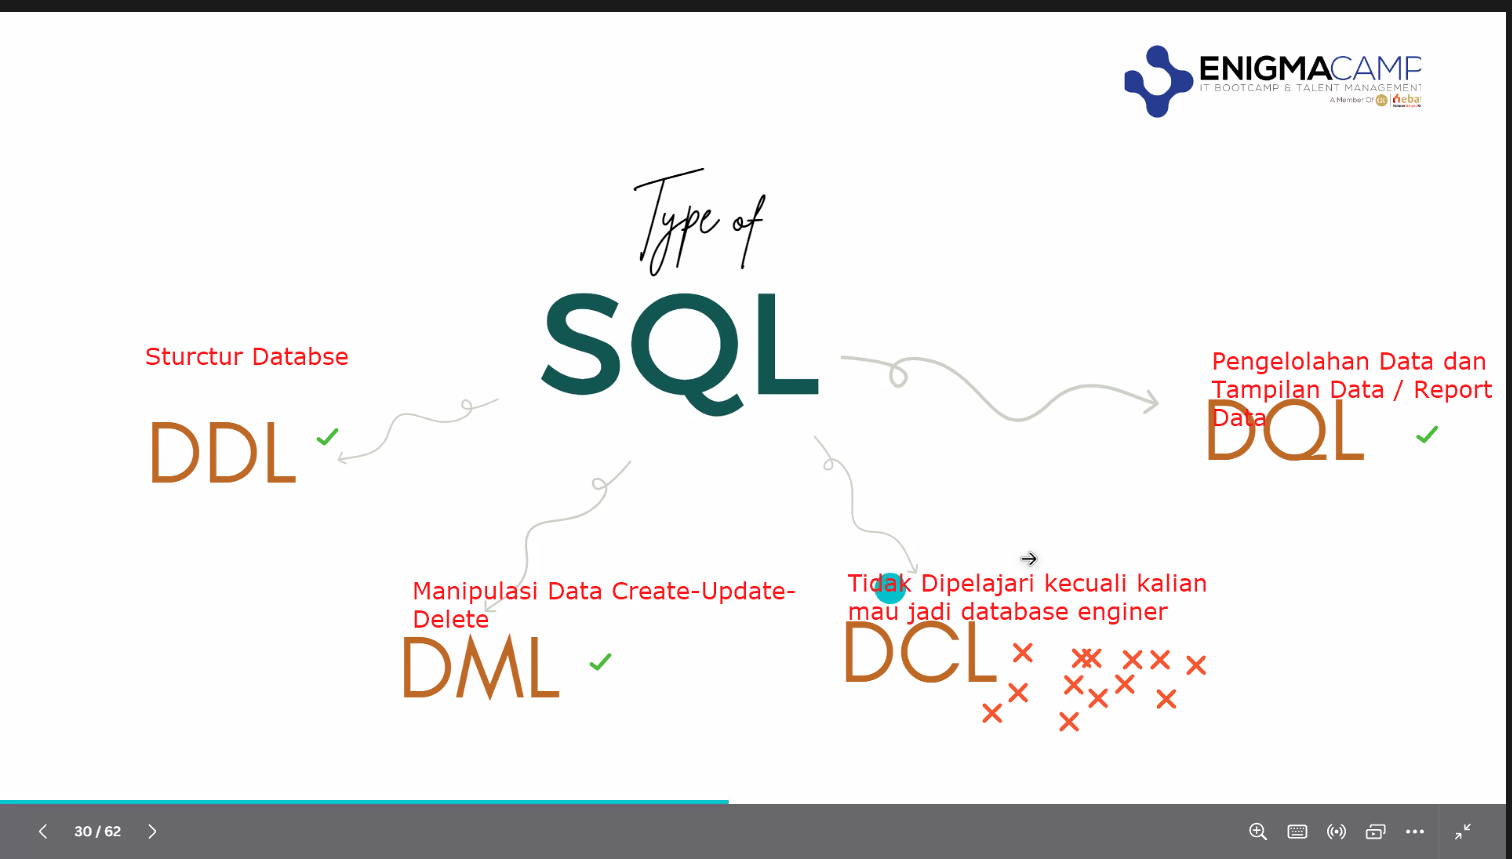 ENIGMACAMP
IT BOOTCAMP & TALENT MANAGEMENT
A Member Of
Type of
SQL
Sturctur Databse
DDL
Pengelolahan Data dan
Tampilan Data / Report
Data
DQL
Manipulasi Data Create-Update-
Delete
DML
Tidak Dipelajari kecuali kalian
mau jadi database enginer
DCL
30 / 62